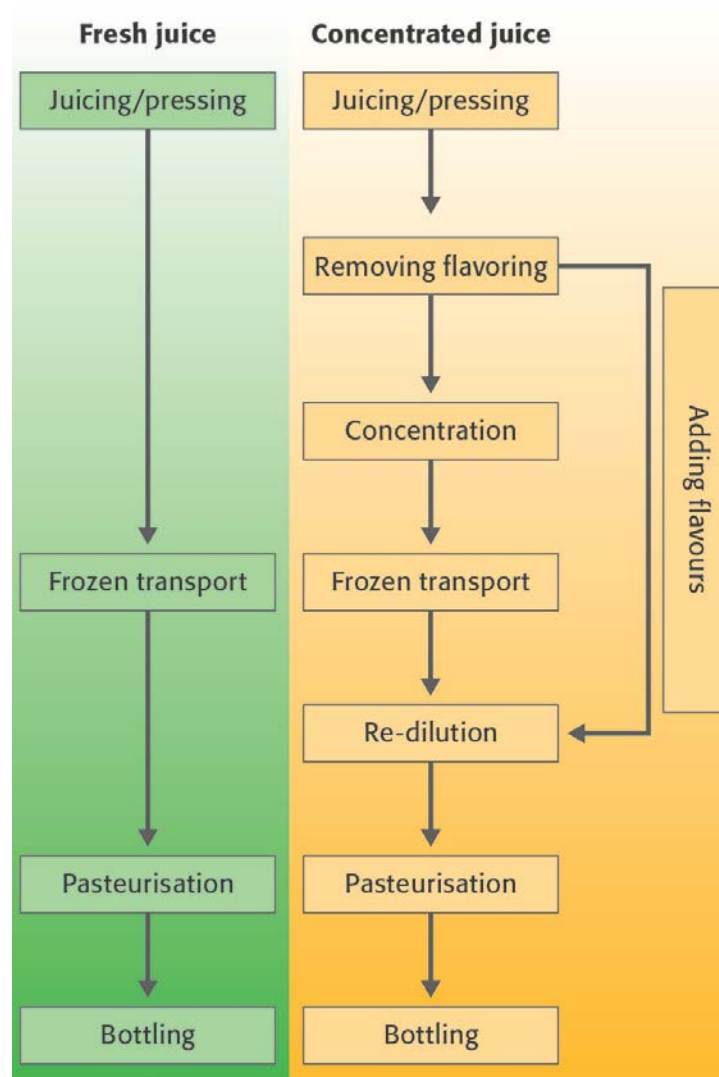 Fresh juice
Juicing/pressing
Frozen transport
Pasteurisation
Bottling
Concentrated juice
Juicing/pressing
Removing flavoring
Concentration
Frozen transport
Re-dilution
Pasteurisation
Bottling
Adding flavours